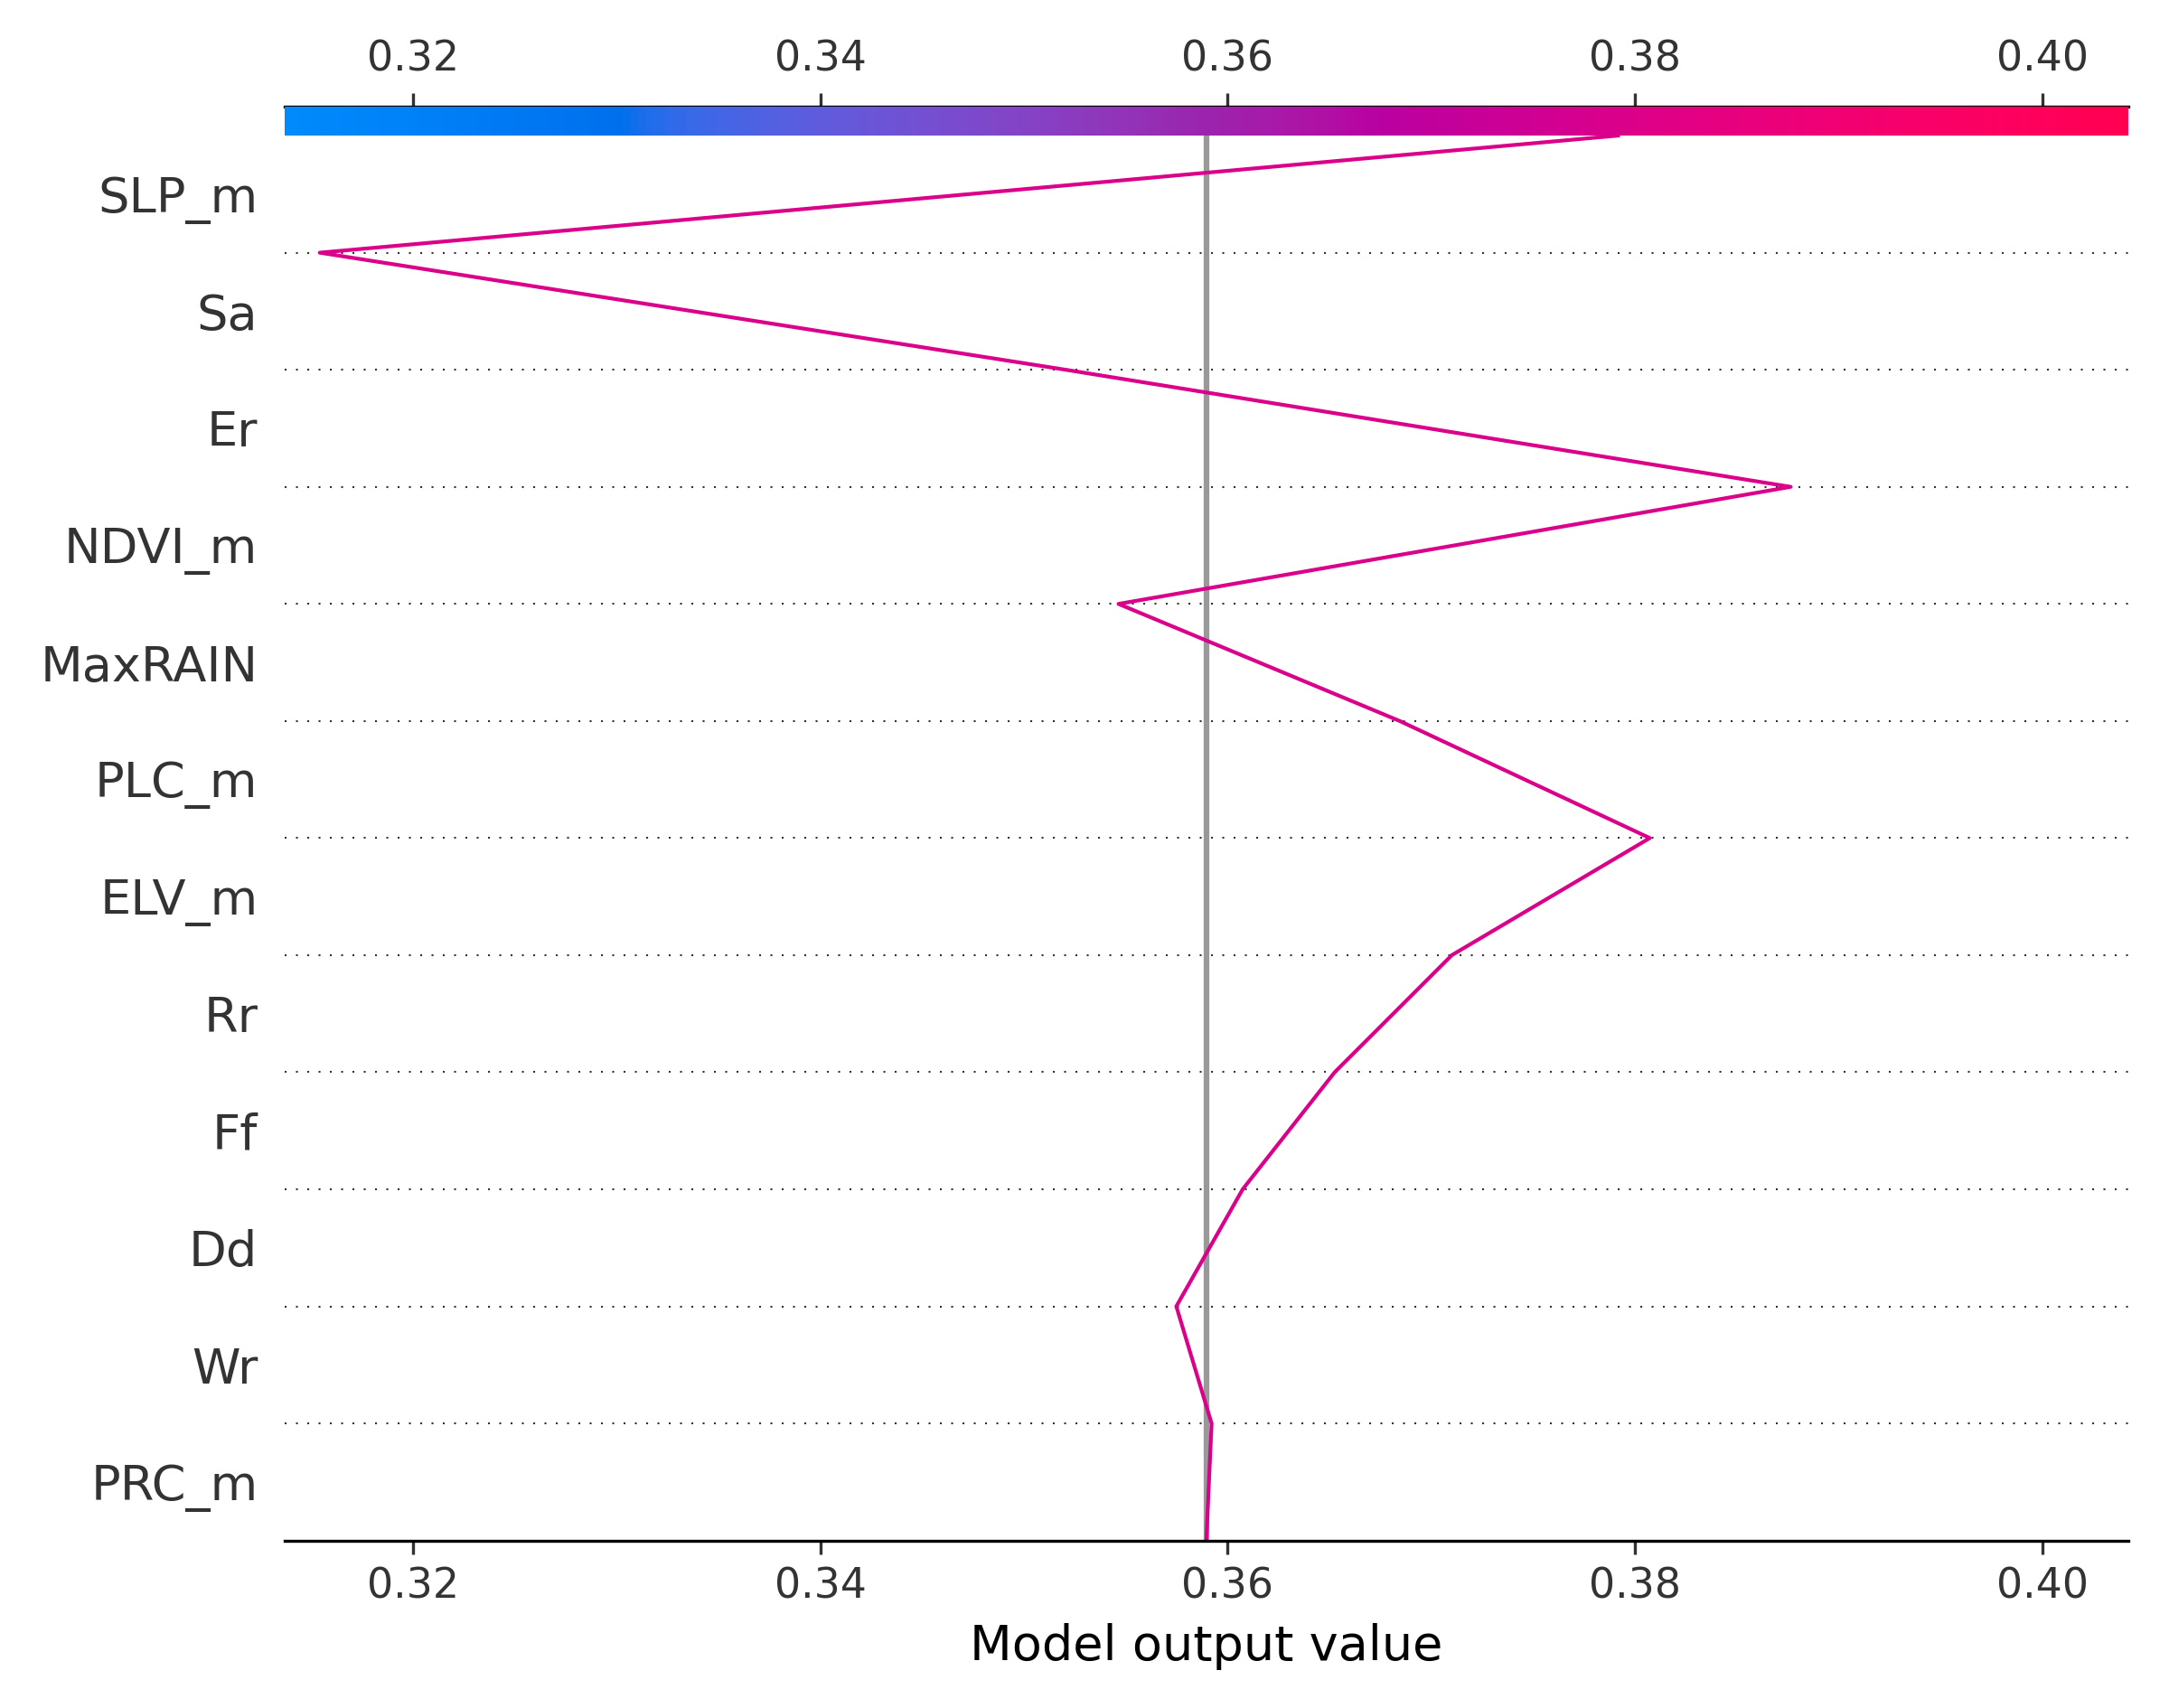 0.32 0.34 0.36 0.38 0.40
SLP_m
Sa
Er
NDVI_m
MaxRAIN
PLC_m
ELV_m
Rr
Ff
Dd
Wr
PRC_m
0.32 0.34 0.36 0.38 0.40
Model output value